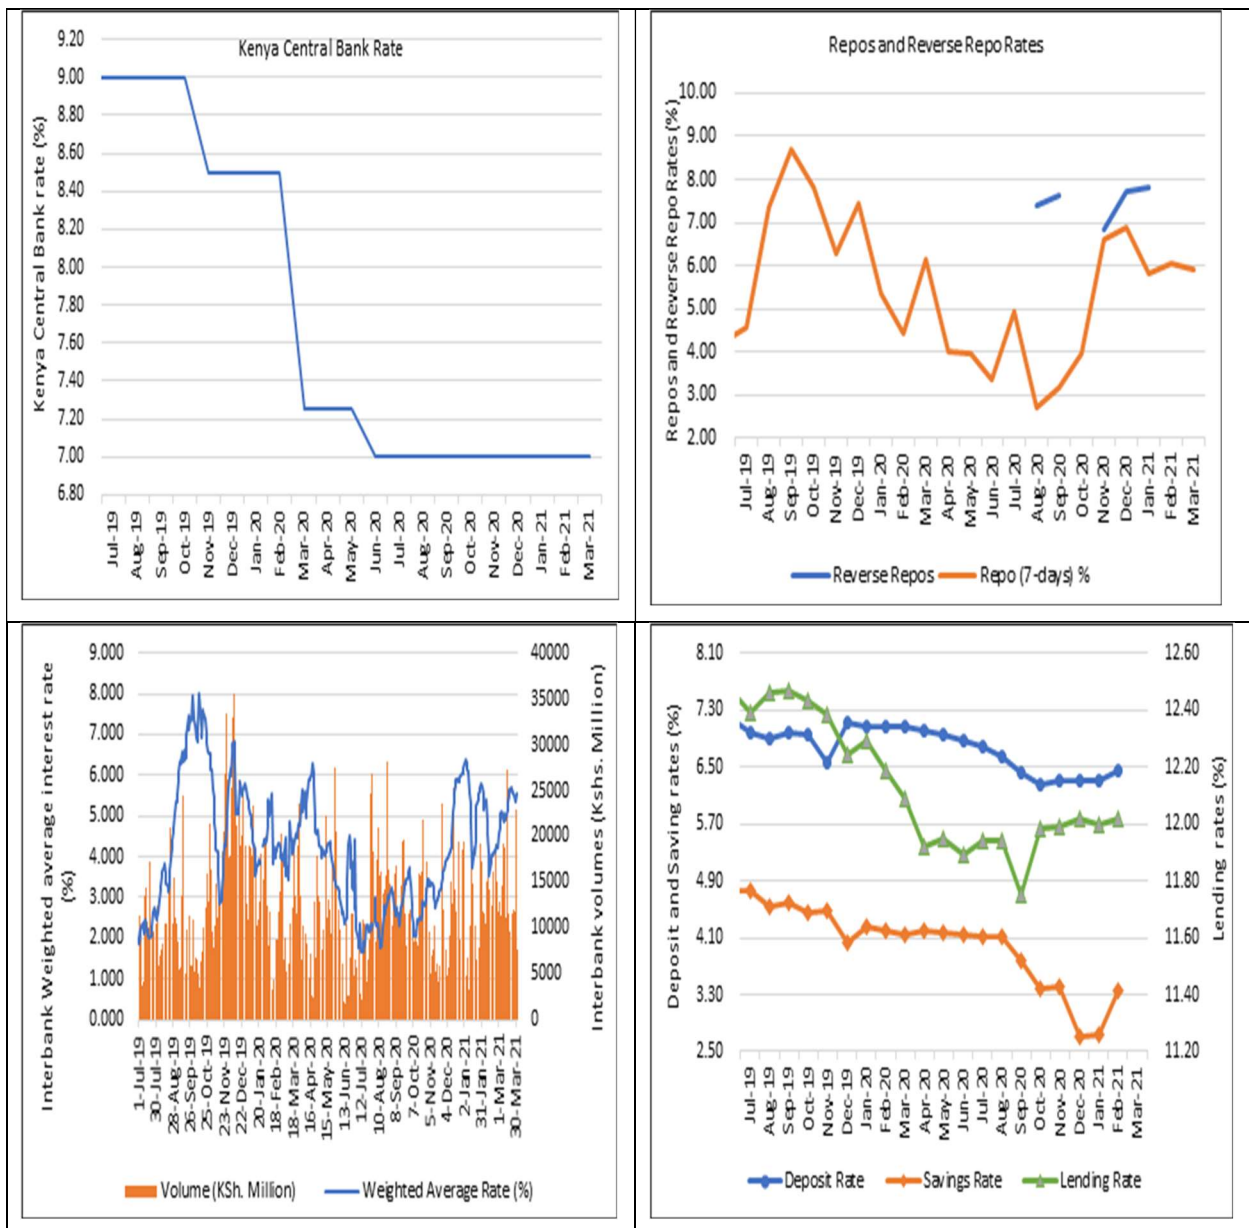 Kenya Central Bank Rate
Kenya Central Bank rate (%)
9.20
9.00
8.80
8.60
8.40
8.20
8.00
7.80
7.60
7.40
7.20
7.00
6.80
Jul-19
Aug-19
Sep-19
Oct-19
Nov-19
Dec-19
Jan-20
Feb-20
Mar-20
Apr-20
May-20
Jun-20
Jul-20
Aug-20
Sep-20
Oct-20
Nov-20
Dec-20
Jan-21
Feb-21
Mar-21
Repos and Reverse Repo Rates
Repos and Reverse Repo Rates (%)
10.00
9.00
8.00
7.00
6.00
5.00
4.00
3.00
2.00
Jul-19
Aug-19
Sep-19
Oct-19
Nov-19
Dec-19
Jan-20
Feb-20
Mar-20
Apr-20
May-20
Jun-20
Jul-20
Aug-20
Sep-20
Oct-20
Nov-20
Dec-20
Jan-21
Feb-21
Mar-21
Reverse Repos
Repo (7-days) %
Interbank Weighted average interest rate
(%)
9.000
8.000
7.000
6.000
5.000
4.000
3.000
2.000
1.000
0.000
40000
35000
30000
25000
20000
15000
10000
5000
0
Interbank volumes (Kshs. Million)
1-Jul-19
30-Jul-19
28-Aug-19
26-Sep-19
25-Oct-19
23-Nov-19
22-Dec-19
20-Jan-20
18-Feb-20
18-Mar-20
16-Apr-20
15-May-20
13-Jun-20
12-Jul-20
10-Aug-20
8-Sep-20
7-Oct-20
5-Nov-20
4-Dec-20
2-Jan-21
31-Jan-21
1-Mar-21
30-Mar-21
Volume (KSh. Million)
Weighted Average Rate (%)
Deposit and Saving rates (%)
8.10
7.30
6.50
5.70
4.90
4.10
3.30
2.50
12.60
12.40
12.20
12.00
11.80
11.60
11.40
11.20
Lending rates (%)
Jul-19
Aug-19
Sep-19
Oct-19
Nov-19
Dec-19
Jan-20
Feb-20
Mar-20
Apr-20
May-20
Jun-20
Jul-20
Aug-20
Sep-20
Oct-20
Nov-20
Dec-20
Jan-21
Feb-21
Mar-21
Deposit Rate
Savings Rate
Lending Rate